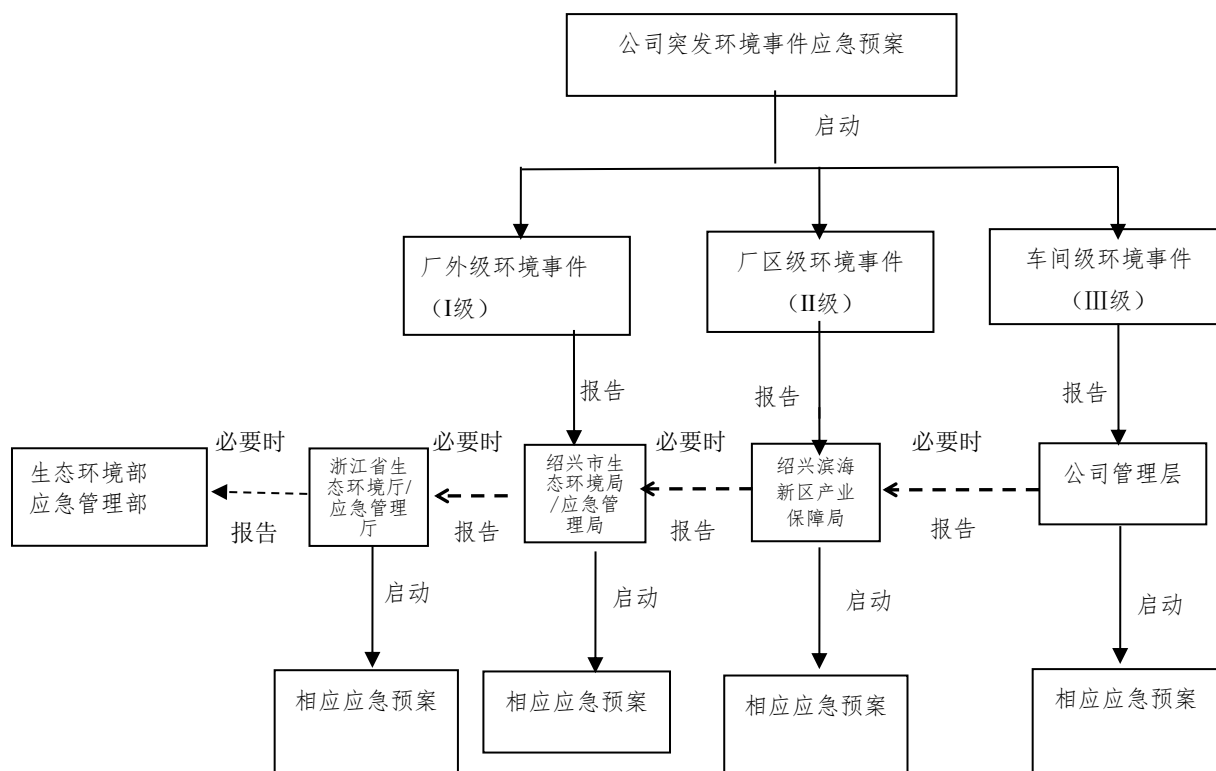 公司突发环境事件应急预案
启动
厂外级环境事件
（I级）
厂区级环境事件
（II级）
车间级环境事件
（III级）
报告
报告
报告
必要时
必要时
必要时
必要时
生态环境部
应急管理部
浙江省生
态环境厅/
应急管理
厅
绍兴市生
态环境局
/应急管
理局
绍兴滨海
新区产业
保障局
公司管理层
报告
报告
报告
报告
启动
启动
启动
启动
相应应急预案
相应应急预案
相应应急预案
相应应急预案